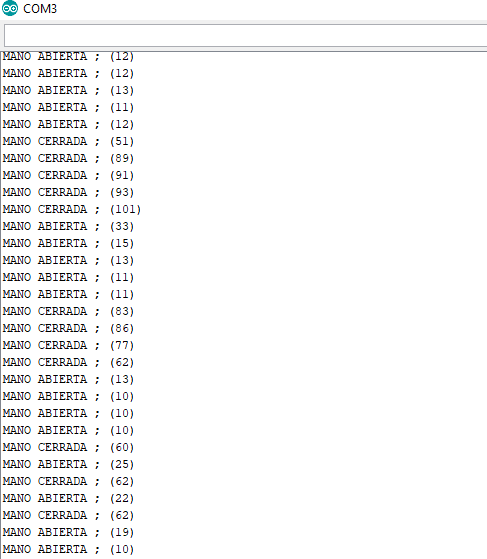 COM3
MANO ABIERTA ; (12)
MANO ABIERTA ; (12)
MANO ABIERTA ; (13)
MANO ABIERTA ; (11)
MANO ABIERTA ; (12)
MANO CERRADA ; (51)
MANO CERRADA ; (89)
MANO CERRADA ; (91)
MANO CERRADA ; (93)
MANO CERRADA ; (101)
MANO ABIERTA ; (33)
MANO ABIERTA ; (15)
MANO ABIERTA ; (13)
MANO ABIERTA ; (11)
MANO ABIERTA ; (11)
MANO CERRADA ; (83)
MANO CERRADA ; (86)
MANO CERRADA ; (77)
MANO CERRADA ; (62)
MANO ABIERTA ; (13)
MANO ABIERTA ; (10)
MANO ABIERTA ; (10)
MANO ABIERTA ; (10)
MANO CERRADA ; (60)
MANO ABIERTA ; (25)
MANO CERRADA ; (62)
MANO ABIERTA ; (22)
MANO CERRADA ; (62)
MANO ABIERTA ; (19)
MANO ABIERTA ; (10)